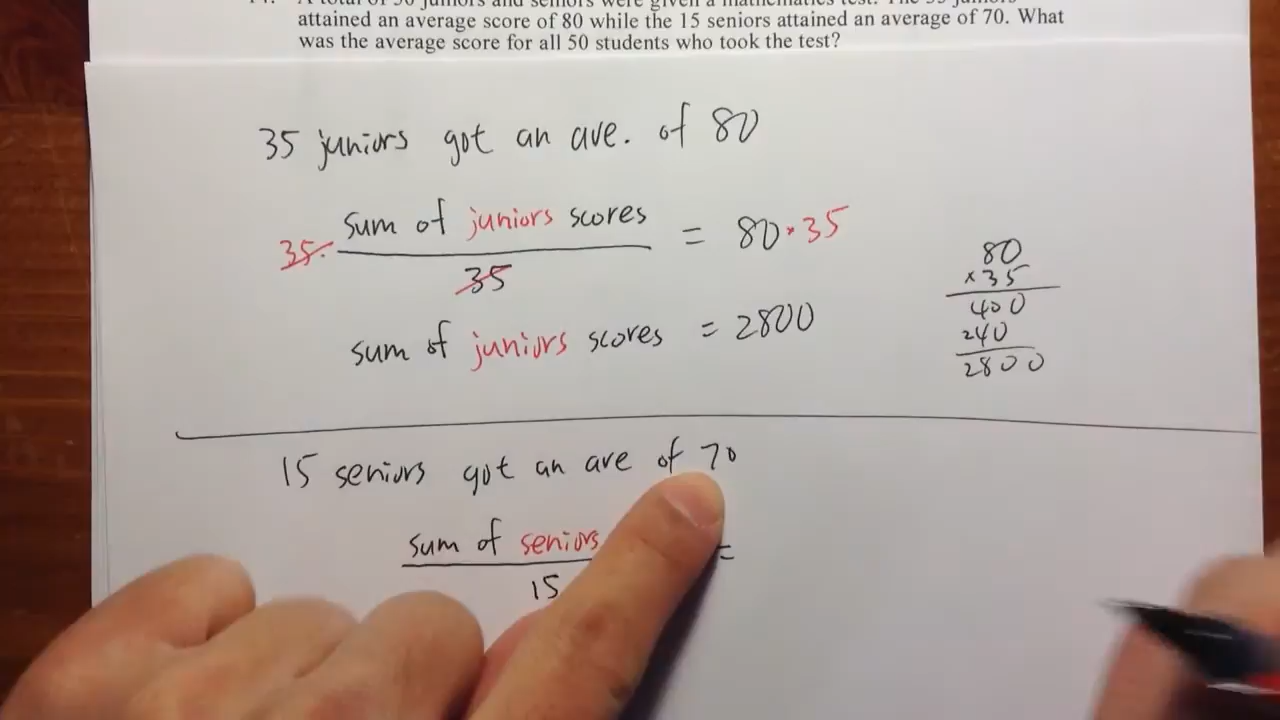 attained an average score of 80 while the 15 seniors attained an average of 70. What
was the average score for all 50 students who took the test?
35 juniors got an ave. of 80
35· sum of juniors scores = 80 · 35
35
sum of juniors scores = 2800
80
×35
400
240
2800
15 seniors got an ave of 70
sum of seniors =
15